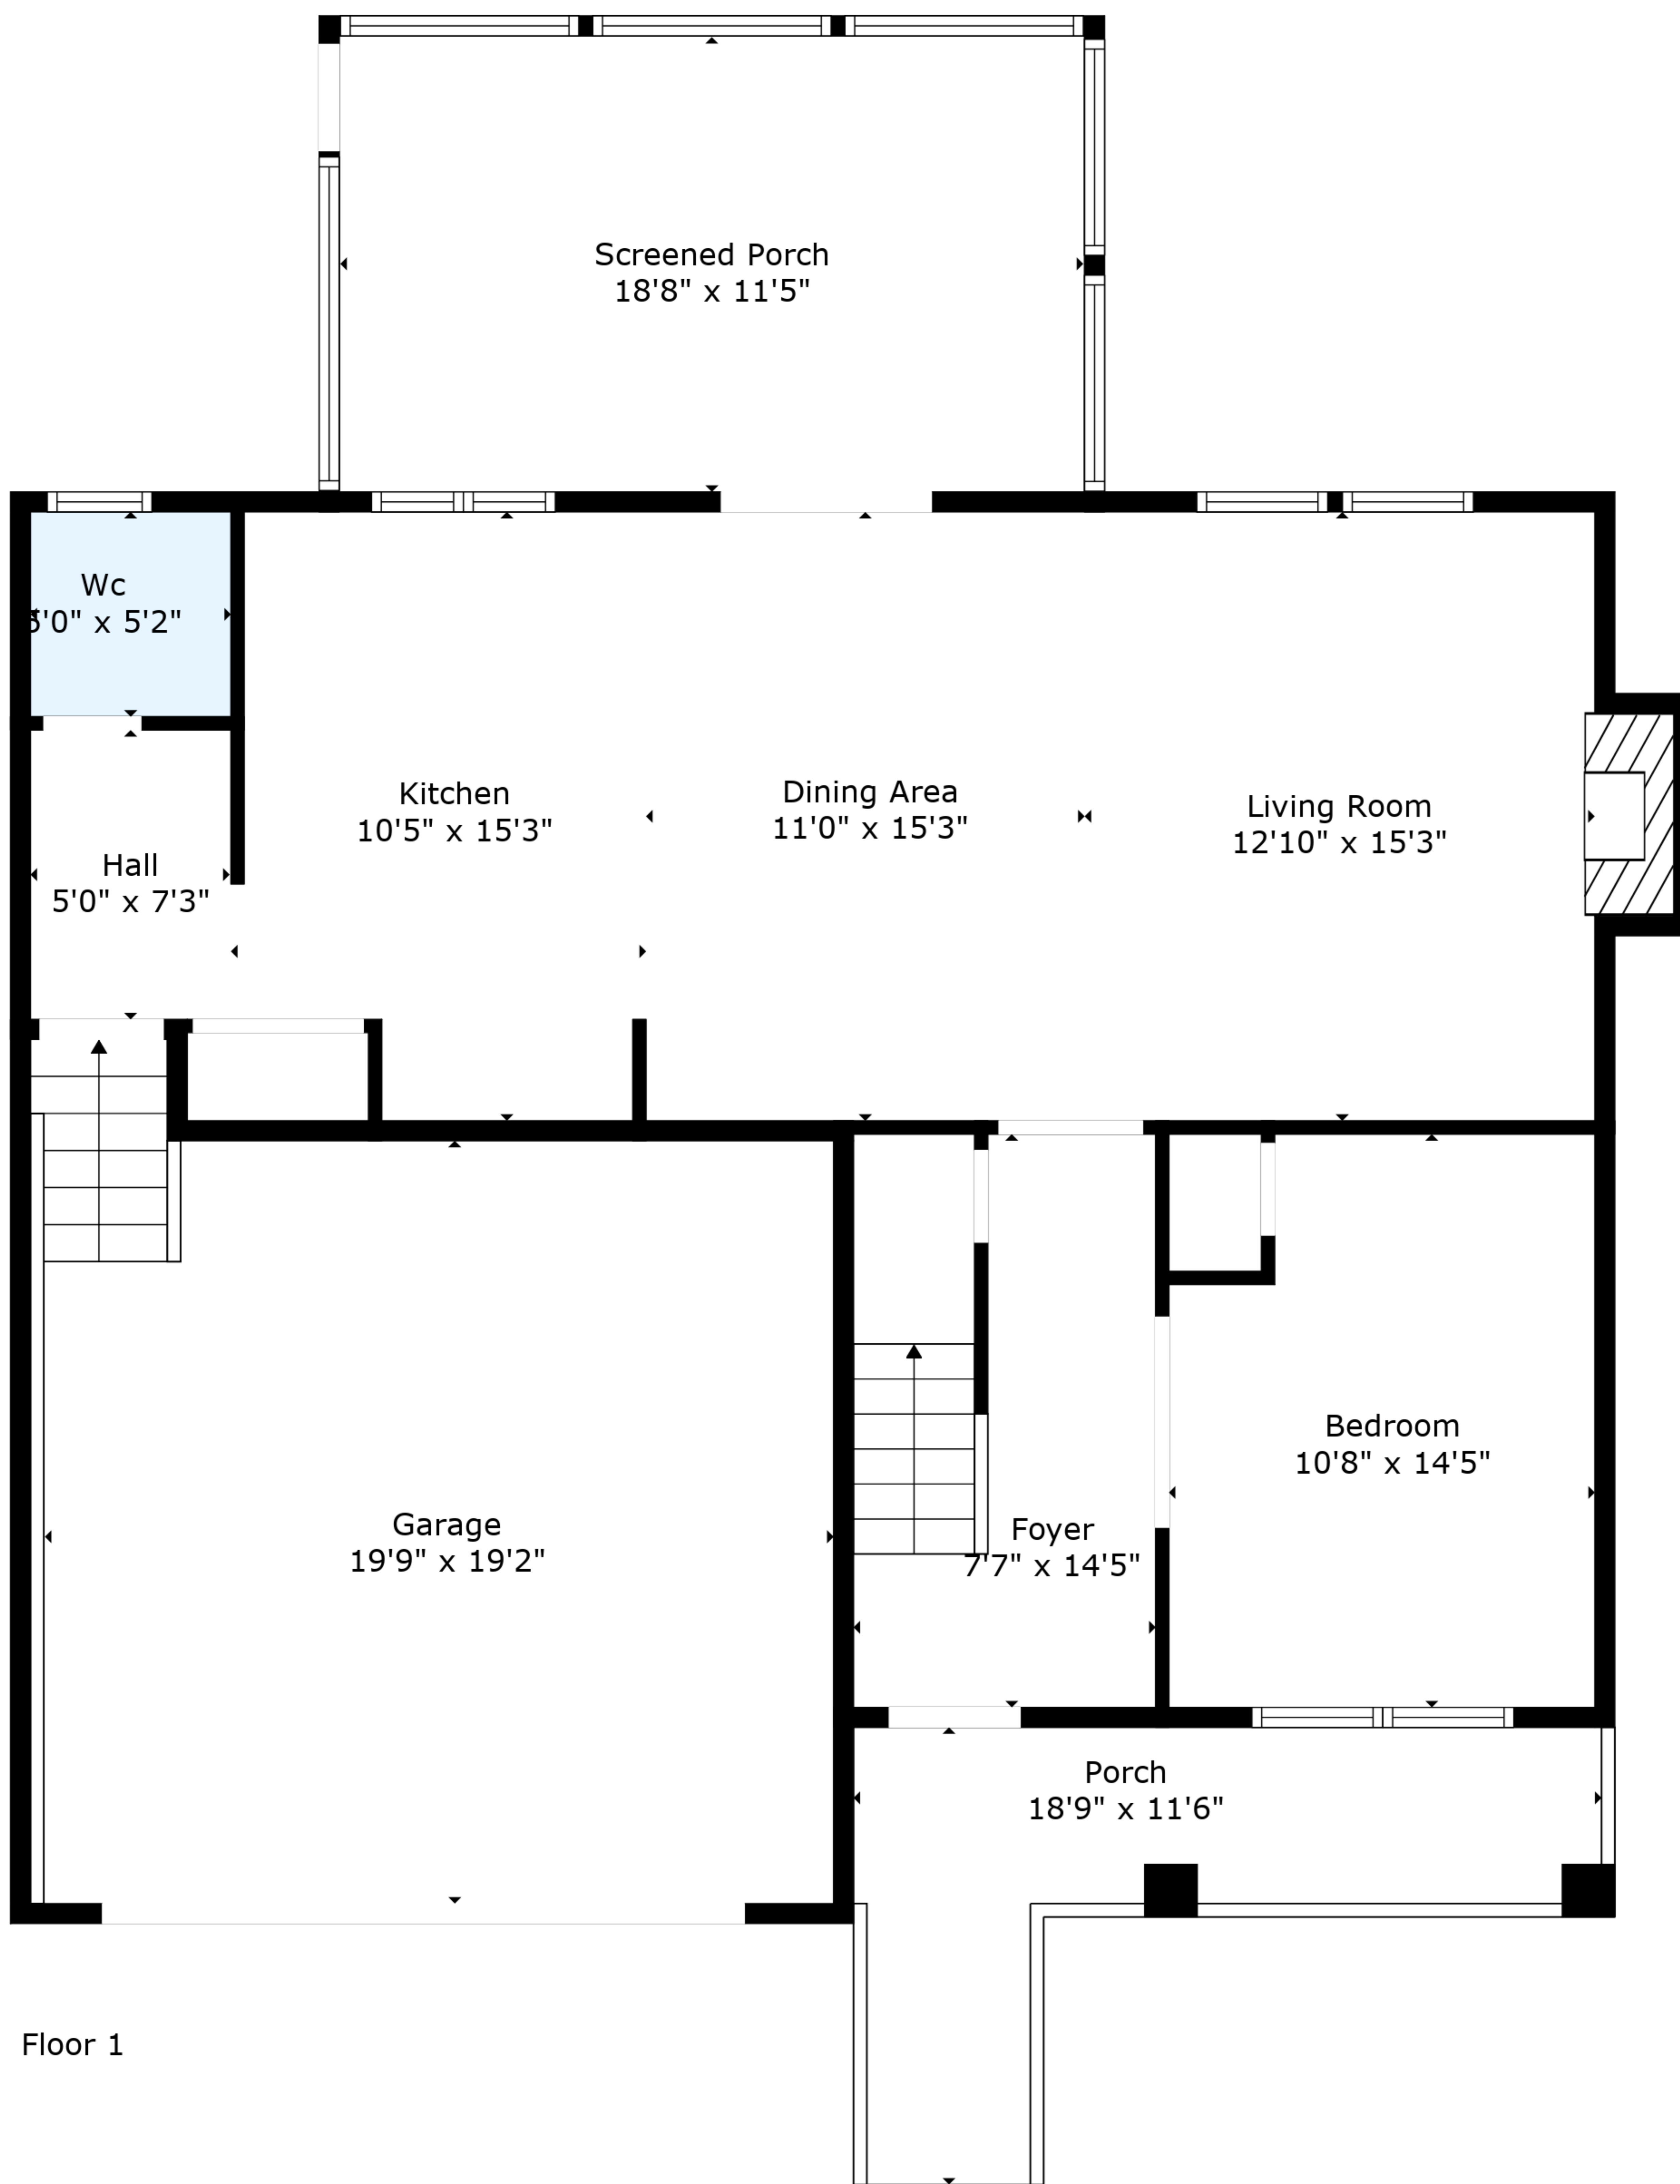 Screened Porch
18'8" x 11'5"
Wc
5'0" x 5'2"
Kitchen
10'5" x 15'3"
Dining Area
11'0" x 15'3"
Living Room
12'10" x 15'3"
Hall
5'0" x 7'3"
Bedroom
10'8" x 14'5"
Garage
19'9" x 19'2"
Foyer
7'7" x 14'5"
Porch
18'9" x 11'6"
Floor 1